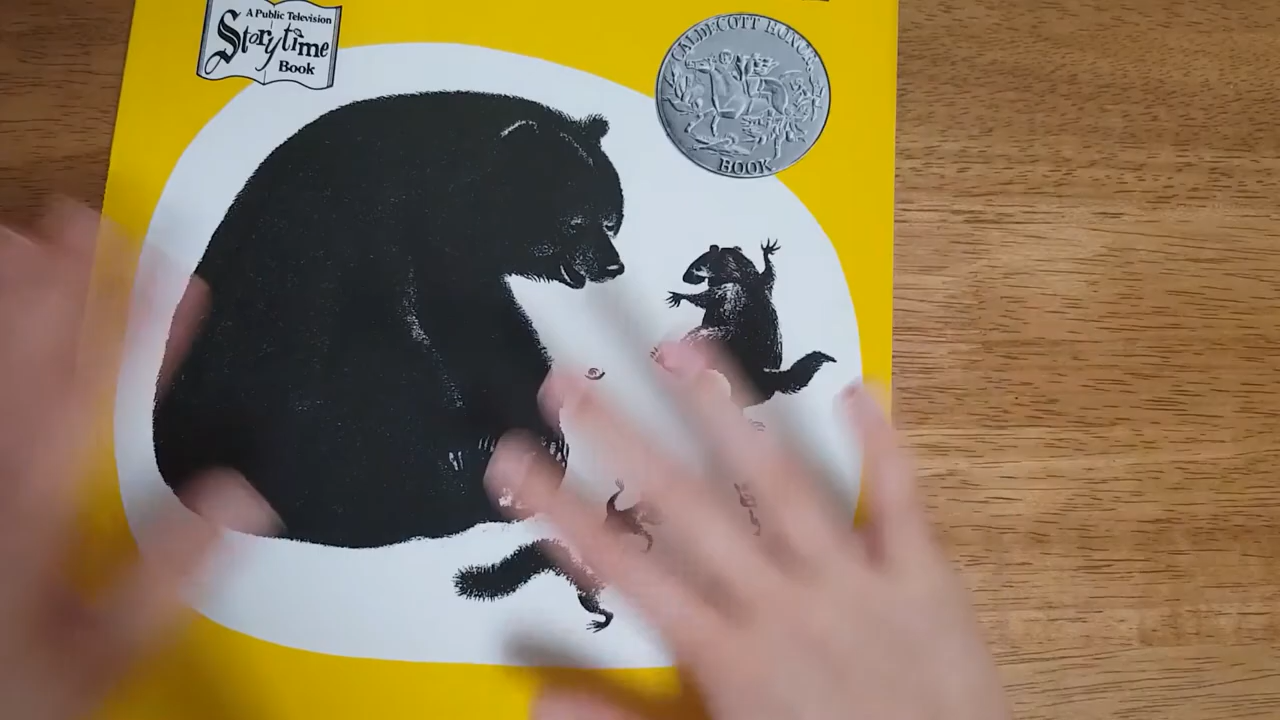 A Public Television
Storytime
Book
CALDECOTT HONOR
BOOK